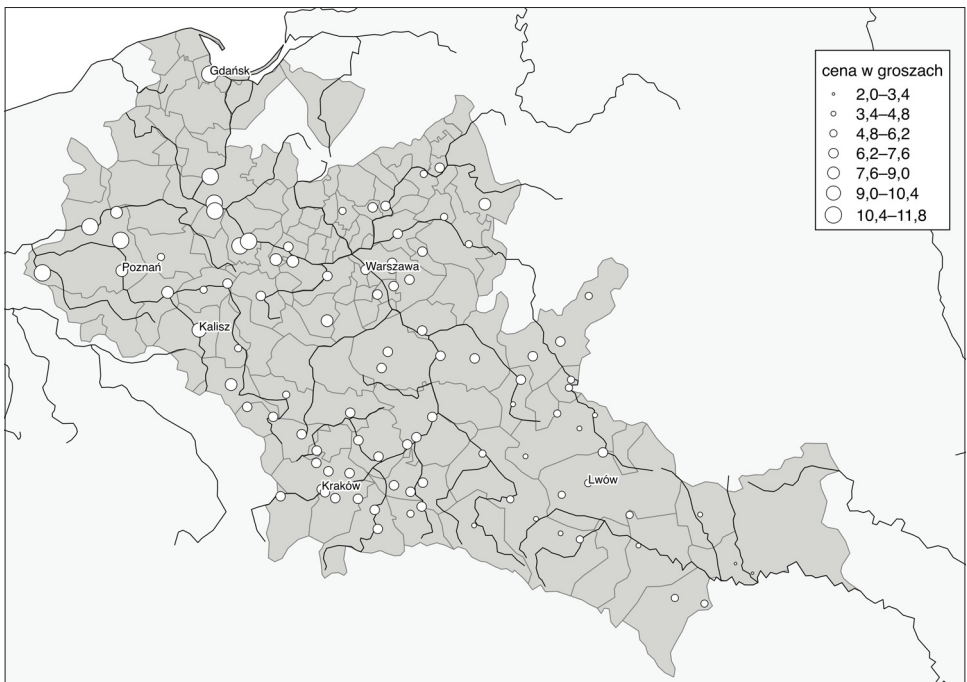 Gdańsk
cena w groszach
2,0–3,4
3,4–4,8
4,8–6,2
6,2–7,6
7,6–9,0
9,0–10,4
10,4–11,8
Poznań
Warszawa
Kalisz
Kraków
Lwów